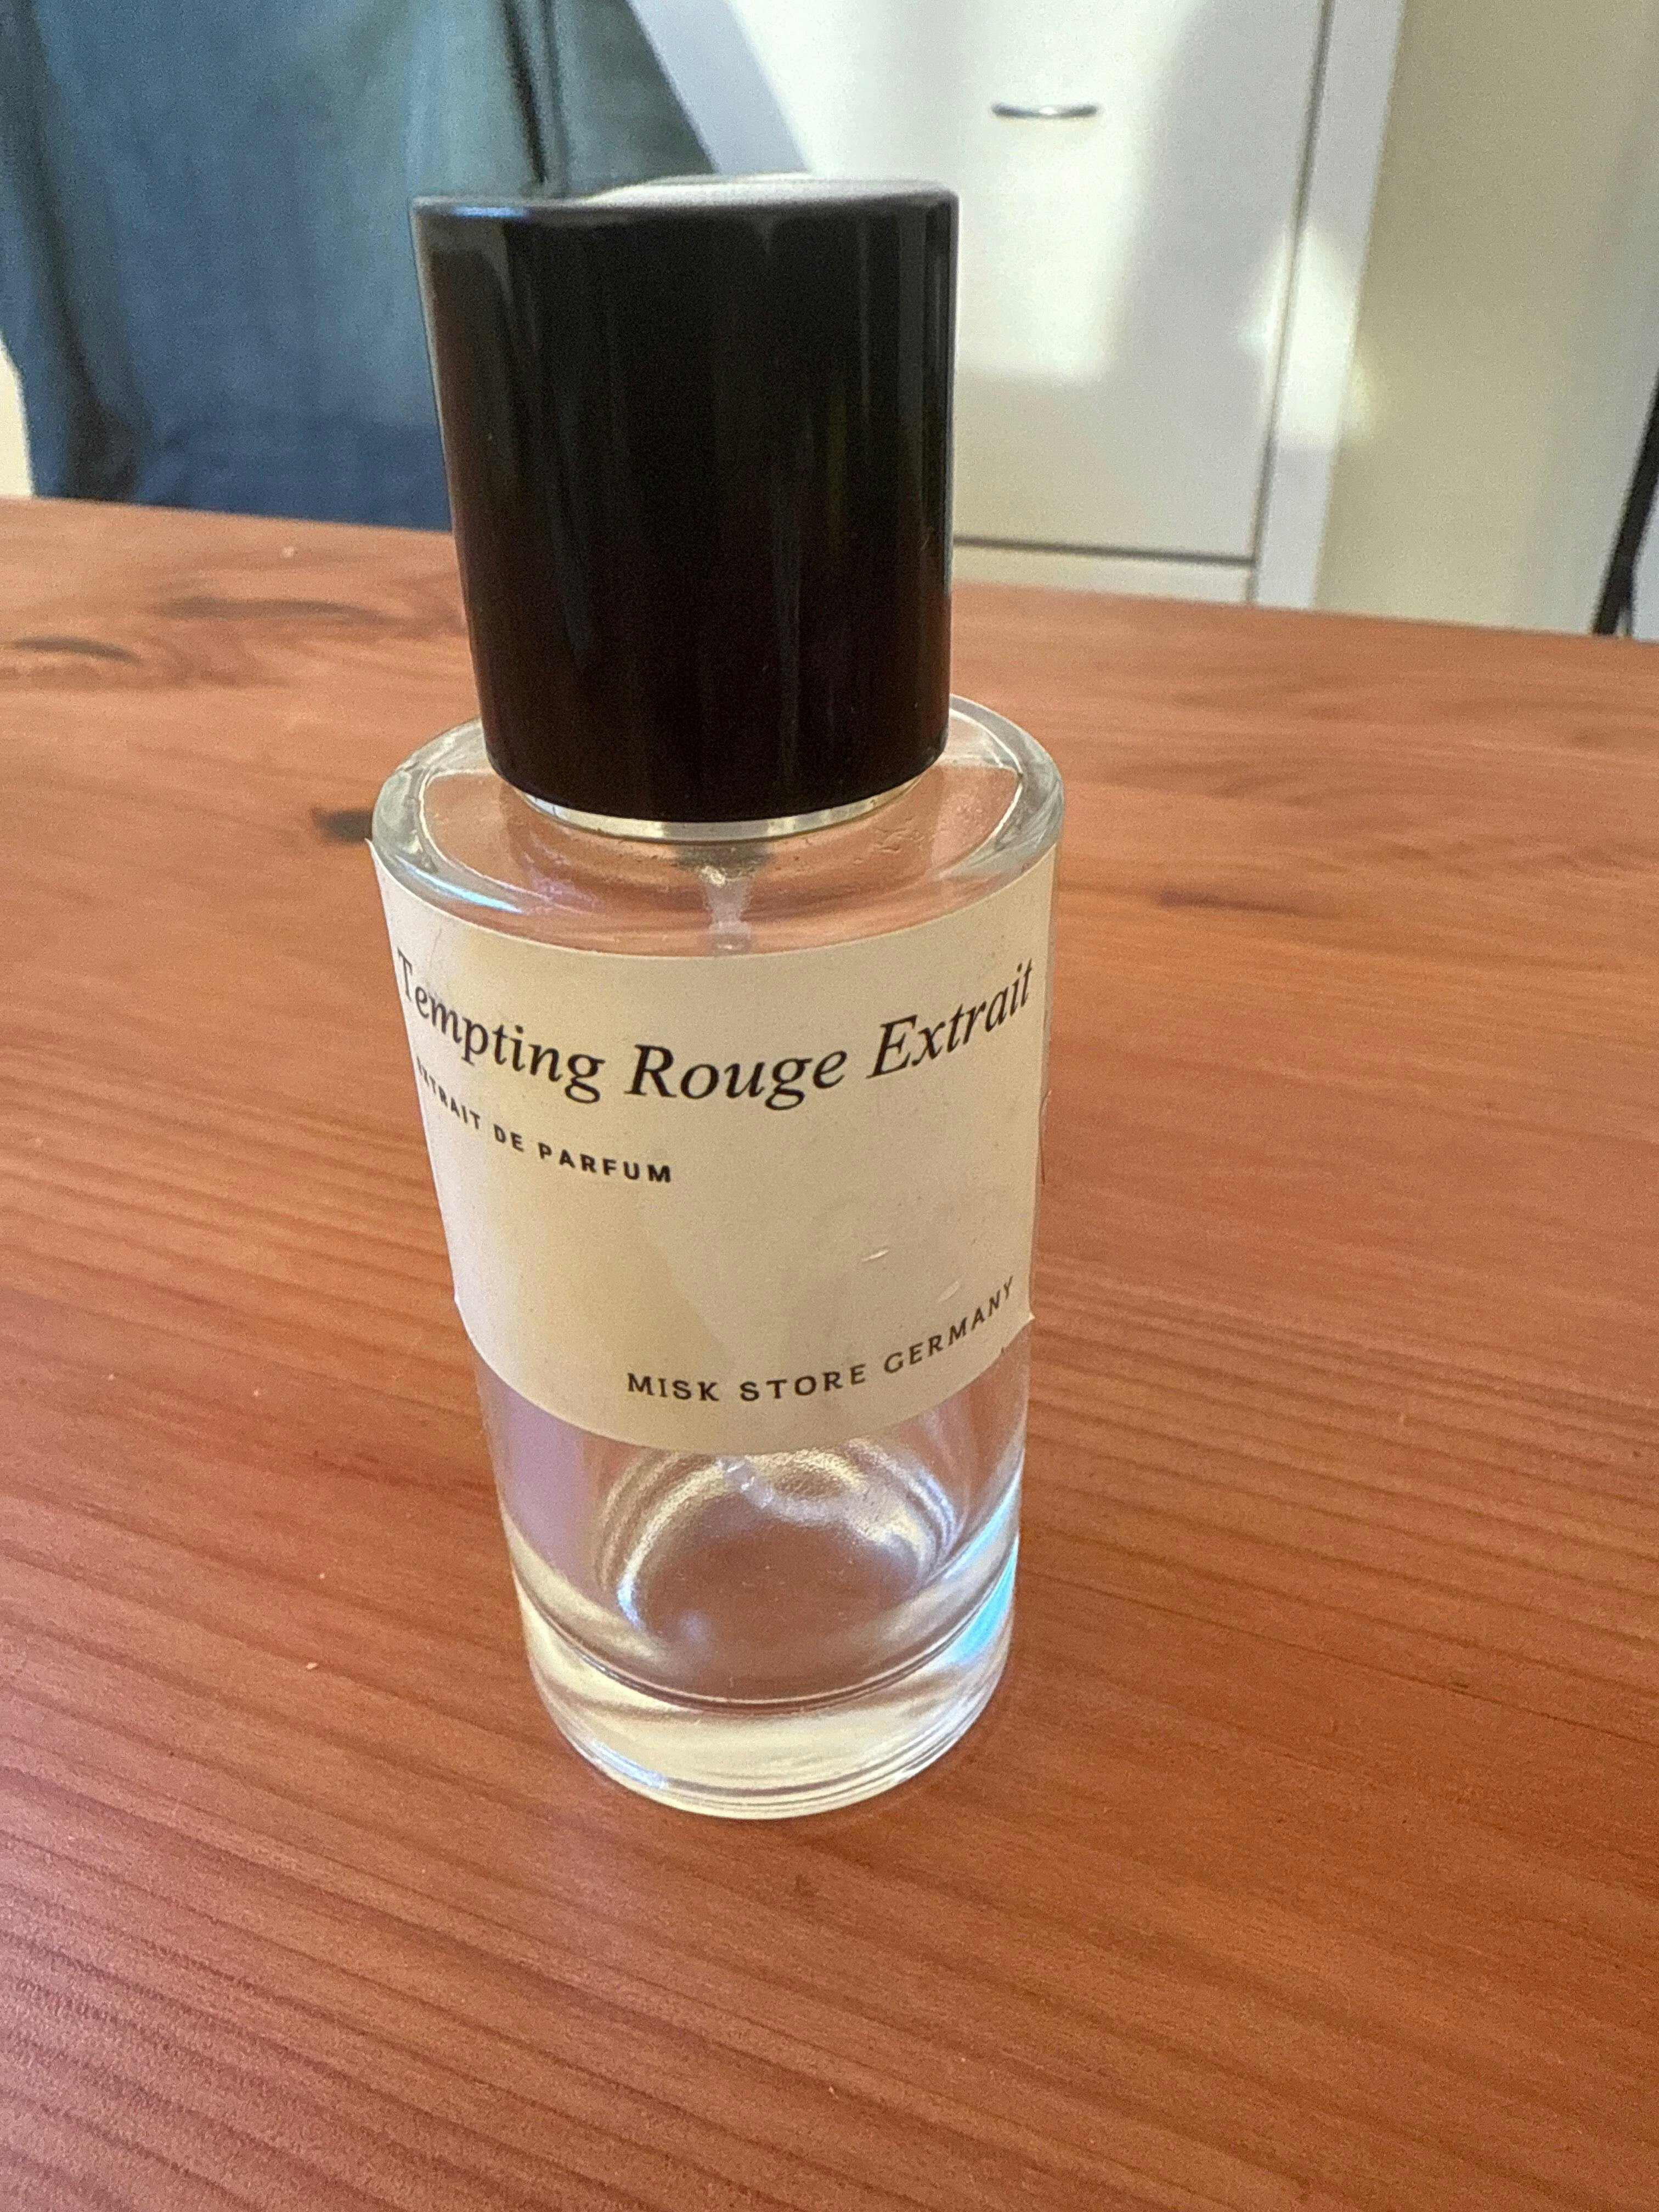 Tempting Rouge Extrait
EXTRAIT DE PARFUM
MISK STORE GERMANY